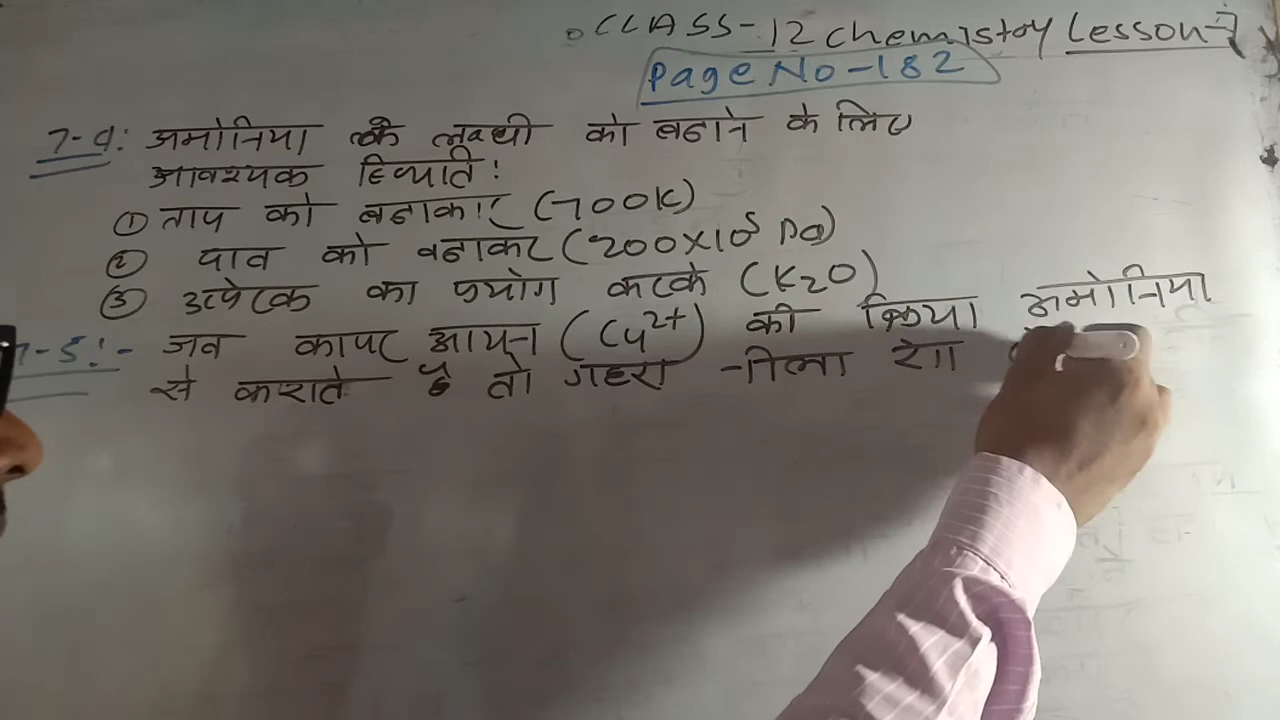 CLASS-12 chemistry Lesson-7
Page No-182
7-4: अमोनिया के लब्धी को बढाने के लिए
आवश्यक स्थिति:
① ताप को बढाकर (700K)
② दाब को बढाकर (200×10⁵ Pa)
③ उत्प्रेरक का प्रयोग करके (K₂O)
7-5:- जब कापर आयन (Cu²⁺) की क्रिया अमोनिया
से कराते है तो गहरा नीला रंग